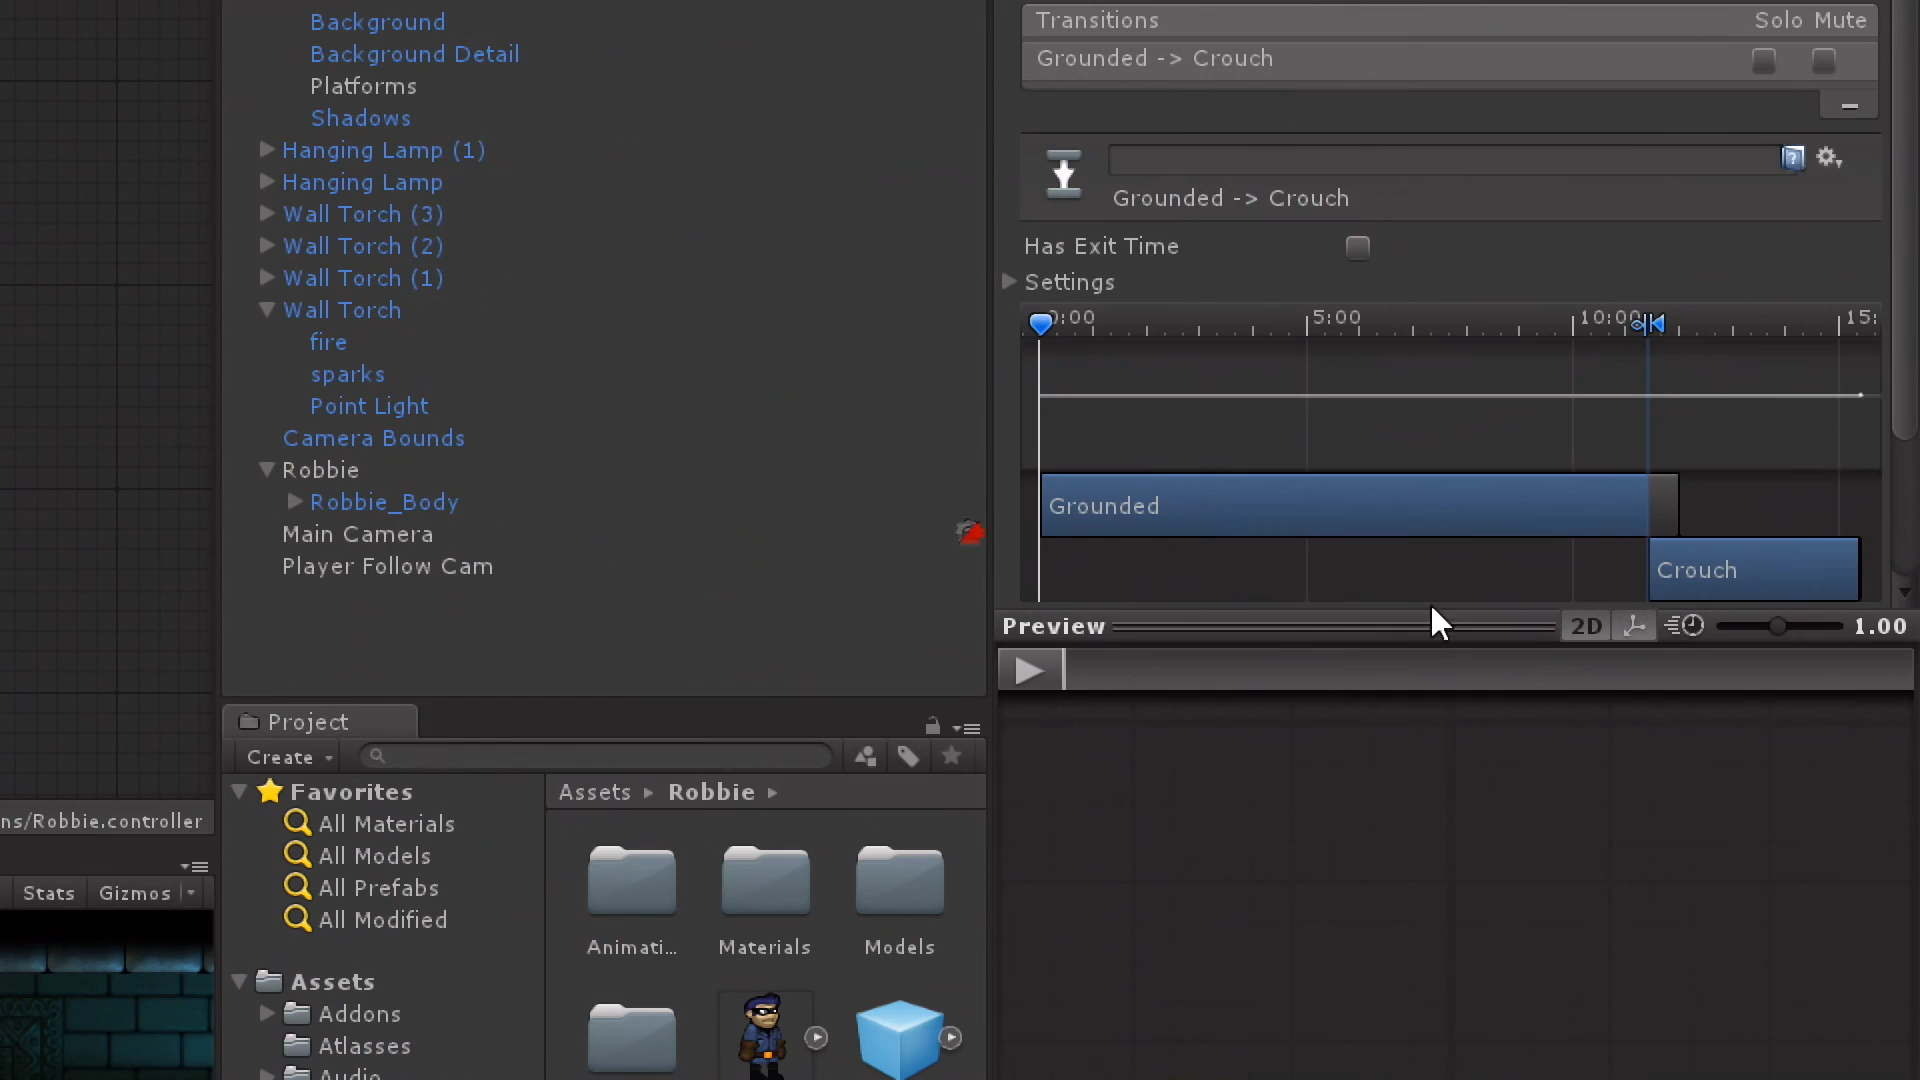 Background
Background Detail
Platforms
Shadows
Hanging Lamp (1)
Hanging Lamp
Wall Torch (3)
Wall Torch (2)
Wall Torch (1)
Wall Torch
fire
sparks
Point Light
Camera Bounds
Robbie
Robbie_Body
Main Camera
Player Follow Cam
Transitions Solo Mute
Grounded -> Crouch
Grounded -> Crouch
Has Exit Time
Settings
0:00 5:00 10:00 15:
Grounded
Crouch
Preview 2D 1.00
ns/Robbie.controller
Stats Gizmos
Project
Create
Favorites
All Materials
All Models
All Prefabs
All Modified
Assets
Addons
Atlasses
Audio
Assets Robbie
Animati... Materials Models